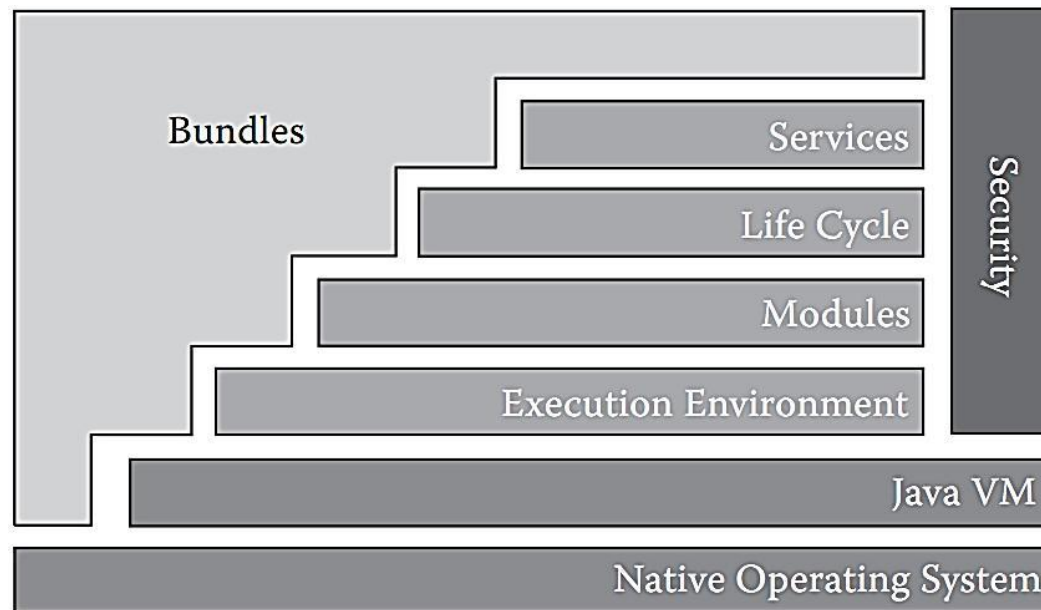 Bundles
Services
Life Cycle
Modules
Execution Environment
Security
Java VM
Native Operating System